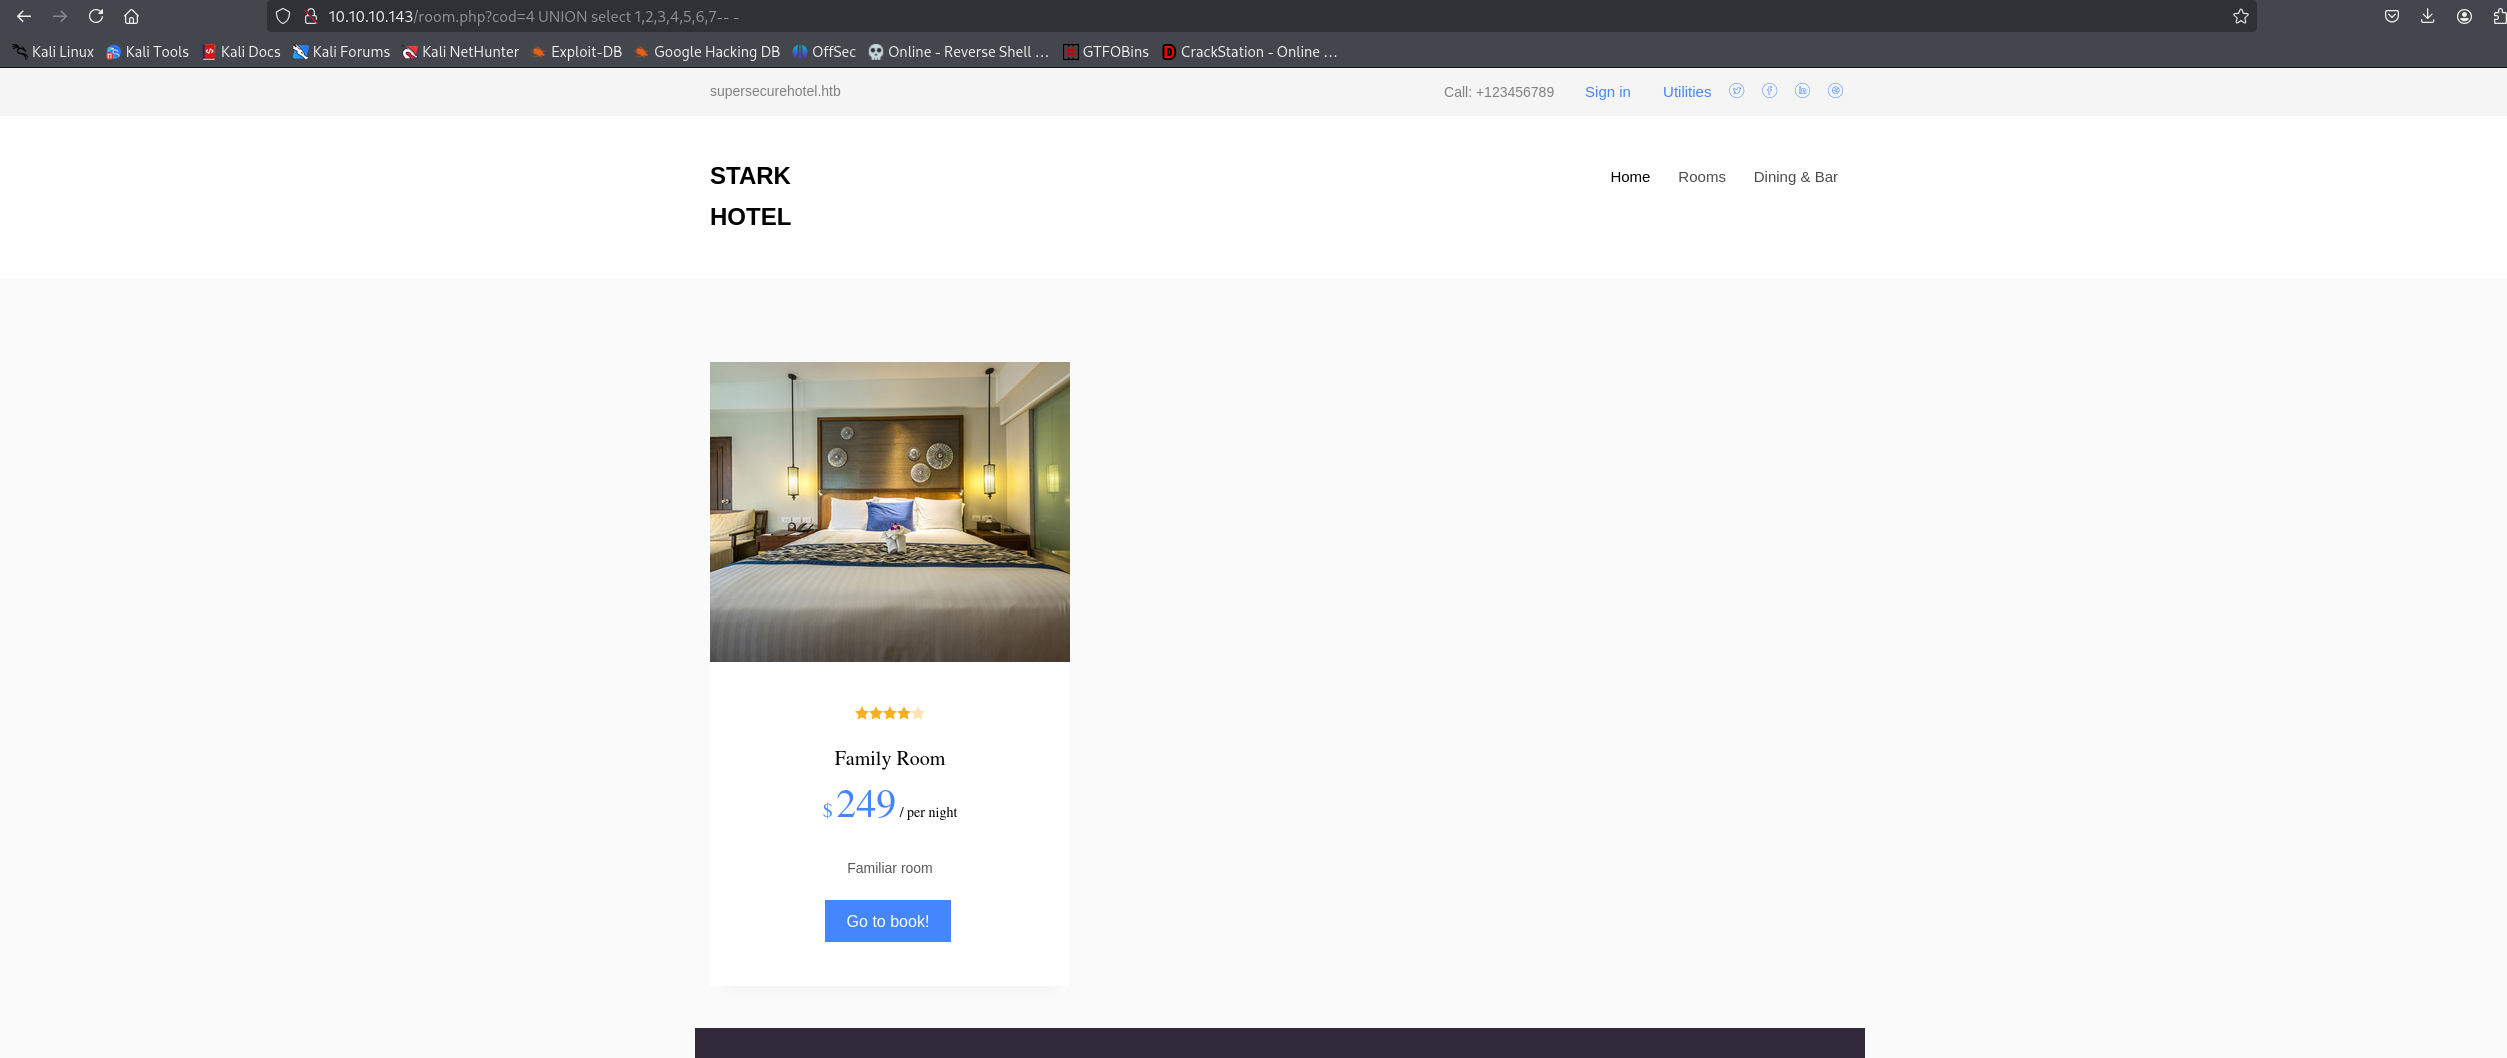 10.10.10.143/room.php?cod=4 UNION select 1,2,3,4,5,6,7-- -
Kali Linux Kali Tools Kali Docs Kali Forums Kali NetHunter Exploit-DB Google Hacking DB OffSec Online - Reverse Shell … GTFOBins CrackStation - Online …
supersecurehotel.htb Call: +123456789 Sign in Utilities
STARK
HOTEL
Home Rooms Dining & Bar
Family Room
$ 249 / per night
Familiar room
Go to book!